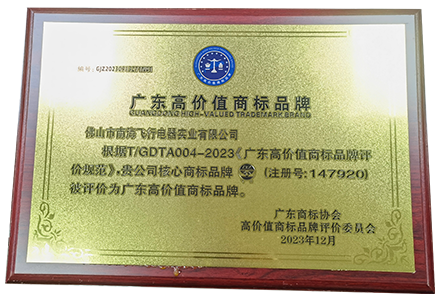 编号:
广东高价值商标品牌
GUANGDONG HIGH-VALUED TRADEMARK BRAND
佛山市南海飞行电器实业有限公司
根据T/GDTA004-2023《广东高价值商标品牌评
价规范》,贵公司核心商标品牌 (注册号:147920)
被评价为广东高价值商标品牌。
广东商标协会
高价值商标品牌评价委员会
2023年12月